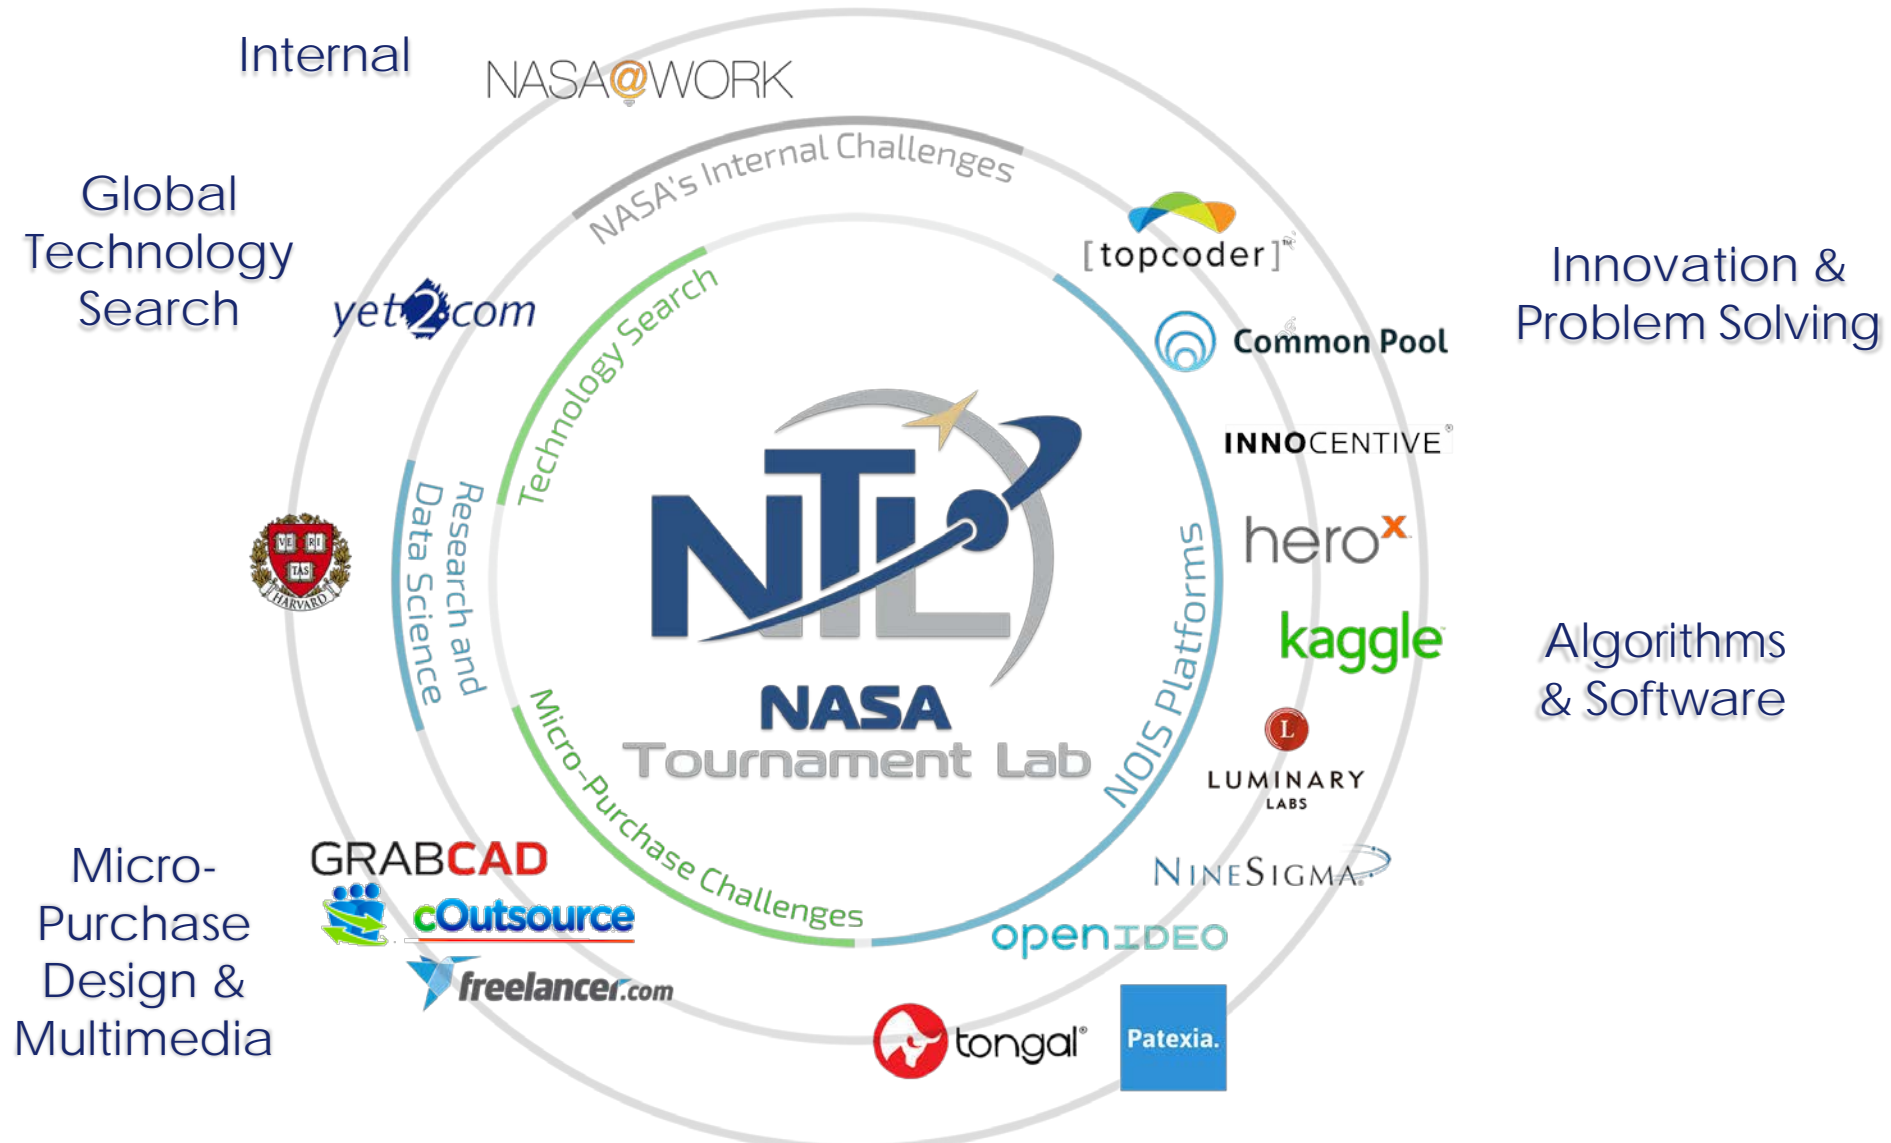 Internal
NASA@WORK
NASA's Internal Challenges
Global
Technology
Search
yet2.com
Technology Search
[topcoder]™
Common Pool
Innovation &
Problem Solving
INNOCENTIVE®
herox
kaggle
Algorithms
& Software
LUMINARY
LABS
L
NINESIGMA
NOIS Platforms
openIDEO
tongal®
Patexia.
Research and
Data Science
VE RI
TAS
HARVARD
NTL
NASA
Tournament Lab
Micro-Purchase Challenges
Micro-
Purchase
Design &
Multimedia
GRABCAD
cOutsource
freelancer.com